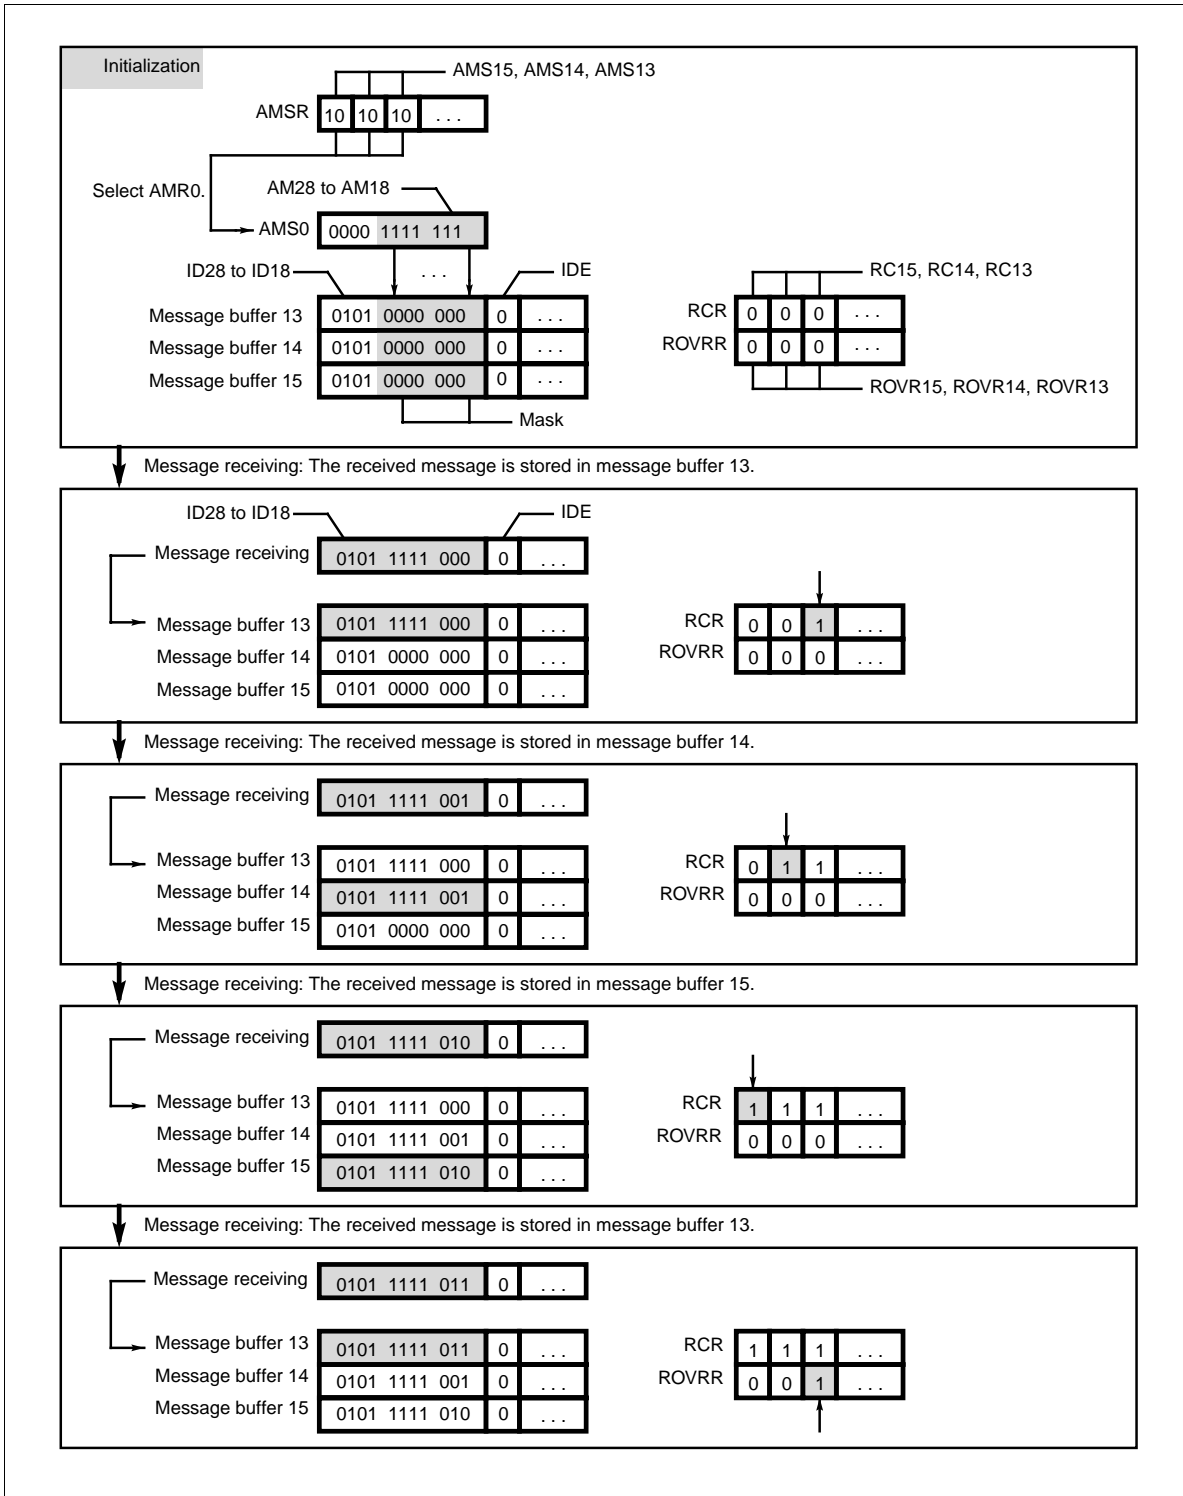 Initialization
AMS15, AMS14, AMS13
AMSR 10 10 10 . . .
Select AMR0.
AM28 to AM18
AMS0 0000 1111 111
ID28 to ID18 . . . IDE
RC15, RC14, RC13
Message buffer 13 0101 0000 000 0 . . .
RCR 0 0 0 . . .
Message buffer 14 0101 0000 000 0 . . .
ROVRR 0 0 0 . . .
Message buffer 15 0101 0000 000 0 . . .
ROVR15, ROVR14, ROVR13
Mask
Message receiving: The received message is stored in message buffer 13.
ID28 to ID18 IDE
Message receiving 0101 1111 000 0 . . .
Message buffer 13 0101 1111 000 0 . . .
RCR 0 0 1 . . .
Message buffer 14 0101 0000 000 0 . . .
ROVRR 0 0 0 . . .
Message buffer 15 0101 0000 000 0 . . .
Message receiving: The received message is stored in message buffer 14.
Message receiving 0101 1111 001 0 . . .
Message buffer 13 0101 1111 000 0 . . .
RCR 0 1 1 . . .
Message buffer 14 0101 1111 001 0 . . .
ROVRR 0 0 0 . . .
Message buffer 15 0101 0000 000 0 . . .
Message receiving: The received message is stored in message buffer 15.
Message receiving 0101 1111 010 0 . . .
Message buffer 13 0101 1111 000 0 . . .
RCR 1 1 1 . . .
Message buffer 14 0101 1111 001 0 . . .
ROVRR 0 0 0 . . .
Message buffer 15 0101 1111 010 0 . . .
Message receiving: The received message is stored in message buffer 13.
Message receiving 0101 1111 011 0 . . .
Message buffer 13 0101 1111 011 0 . . .
RCR 1 1 1 . . .
Message buffer 14 0101 1111 001 0 . . .
ROVRR 0 0 1 . . .
Message buffer 15 0101 1111 010 0 . . .